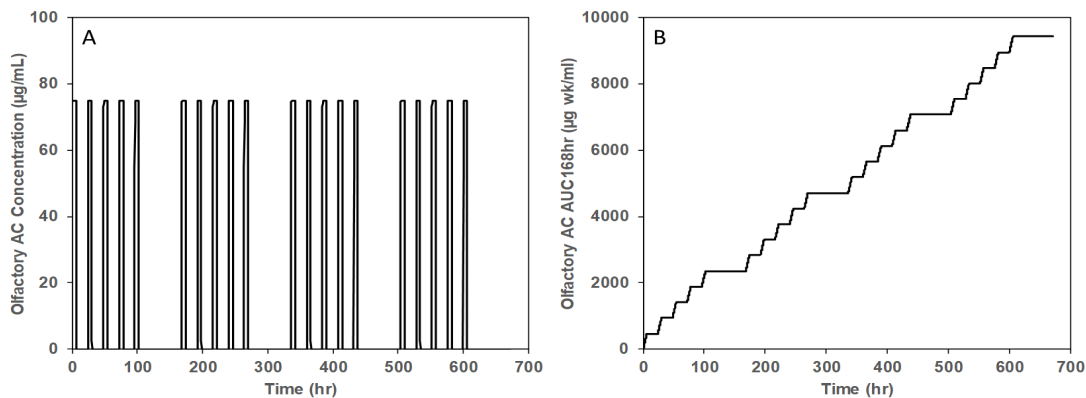 A
Olfactory AC Concentration (µg/mL)
100
80
60
40
20
0
0 100 200 300 400 500 600 700
Time (hr)
B
Olfactory AC AUC168hr (µg wk/ml)
10000
8000
6000
4000
2000
0
0 100 200 300 400 500 600 700
Time (hr)